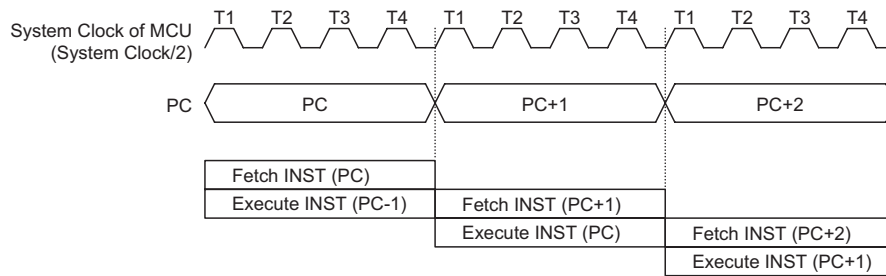 T1 T2 T3 T4 T1 T2 T3 T4 T1 T2 T3 T4
System Clock of MCU
(System Clock/2)
PC PC PC+1 PC+2
Fetch INST (PC)
Execute INST (PC-1) Fetch INST (PC+1)
Execute INST (PC) Fetch INST (PC+2)
Execute INST (PC+1)